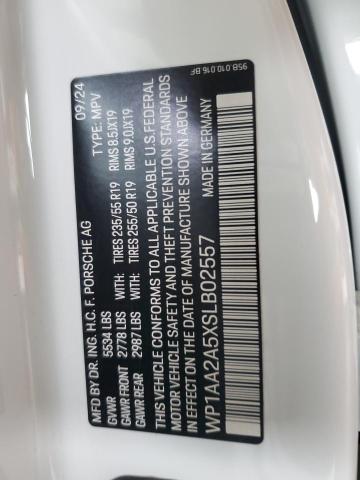 958.010.016 BF
MFD BY DR. ING. H.C. F. PORSCHE AG 09/24
GVWR 5534 LBS TYPE: MPV
GAWR FRONT 2778 LBS WITH: TIRES 235/55 R19 RIMS 8.5JX19
GAWR REAR 2987 LBS WITH: TIRES 255/50 R19 RIMS 9.0JX19
THIS VEHICLE CONFORMS TO ALL APPLICABLE U.S.FEDERAL
MOTOR VEHICLE SAFETY AND THEFT PREVENTION STANDARDS
IN EFFECT ON THE DATE OF MANUFACTURE SHOWN ABOVE
WP1AA2A5XSLB02557 MADE IN GERMANY